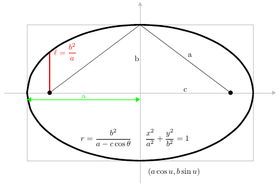 ℓ = b²/a
b
a
c
a
r = b²/(a − c cos θ)    x²/a² + y²/b² = 1
(a cos u, b sin u)